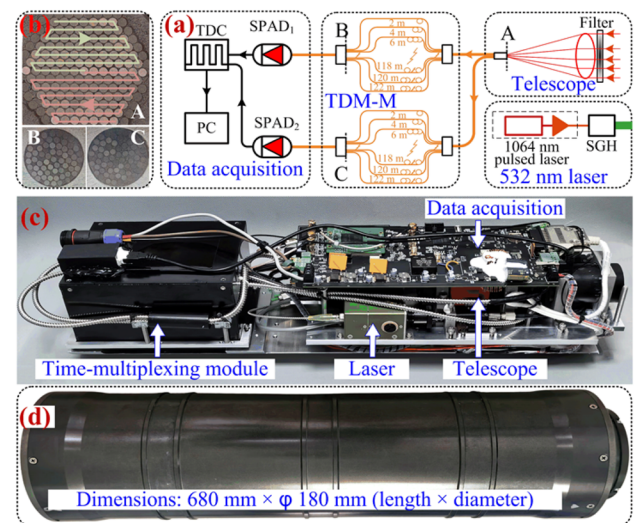 (b)
A
B
C
(a)
TDC
SPAD1
SPAD2
PC
Data acquisition
B
2 m
4 m
6 m
118 m
120 m
122 m
TDM-M
2 m
4 m
6 m
118 m
120 m
122 m
C
A
Filter
Telescope
1064 nm
pulsed laser
SGH
532 nm laser
(c)
Data acquisition
Time-multiplexing module
Laser
Telescope
(d)
Dimensions: 680 mm × φ 180 mm (length × diameter)